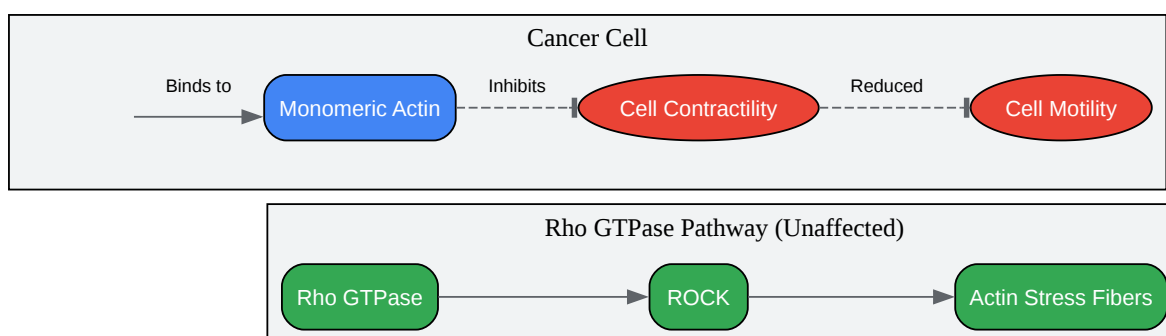 Cancer Cell
Binds to
Monomeric Actin
Inhibits
Cell Contractility
Reduced
Cell Motility
Rho GTPase Pathway (Unaffected)
Rho GTPase
ROCK
Actin Stress Fibers